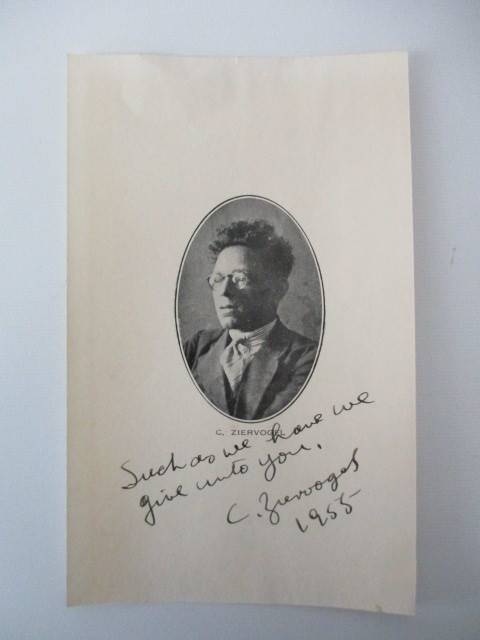 C. ZIERVOGEL
Such as we have we
give unto you.
C. Ziervogel
1955